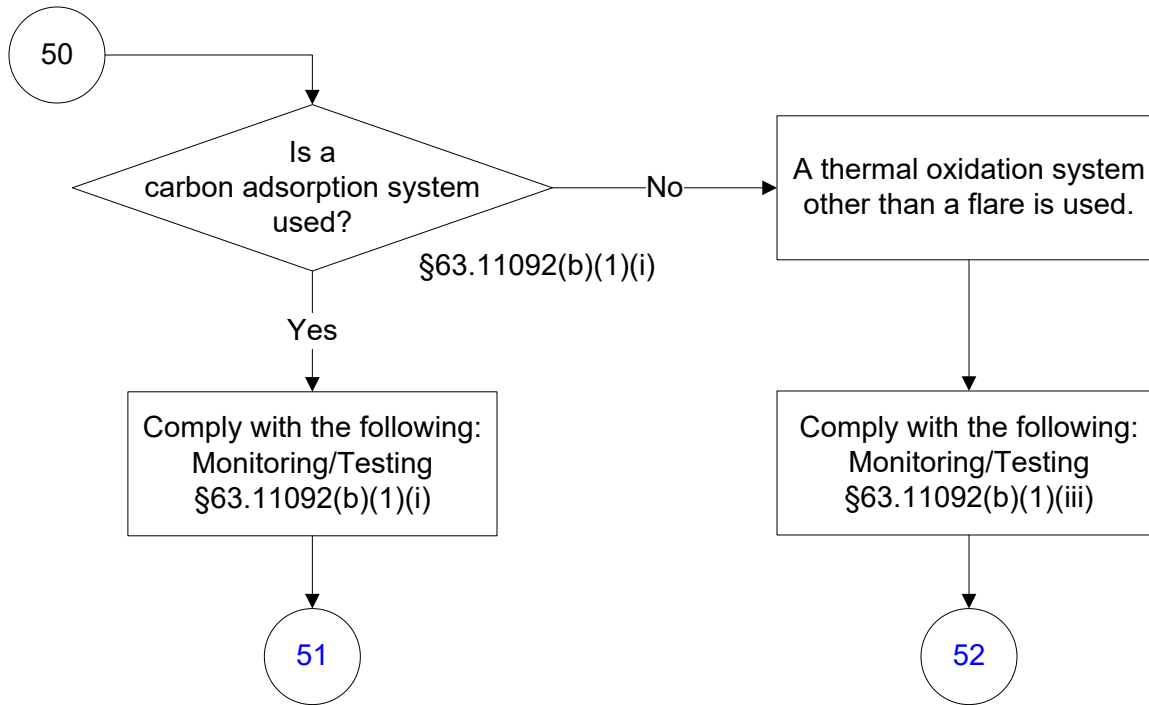 50
Is a
carbon adsorption system
used?
No
A thermal oxidation system
other than a flare is used.
§63.11092(b)(1)(i)
Yes
Comply with the following:
Monitoring/Testing
§63.11092(b)(1)(i)
Comply with the following:
Monitoring/Testing
§63.11092(b)(1)(iii)
51
52